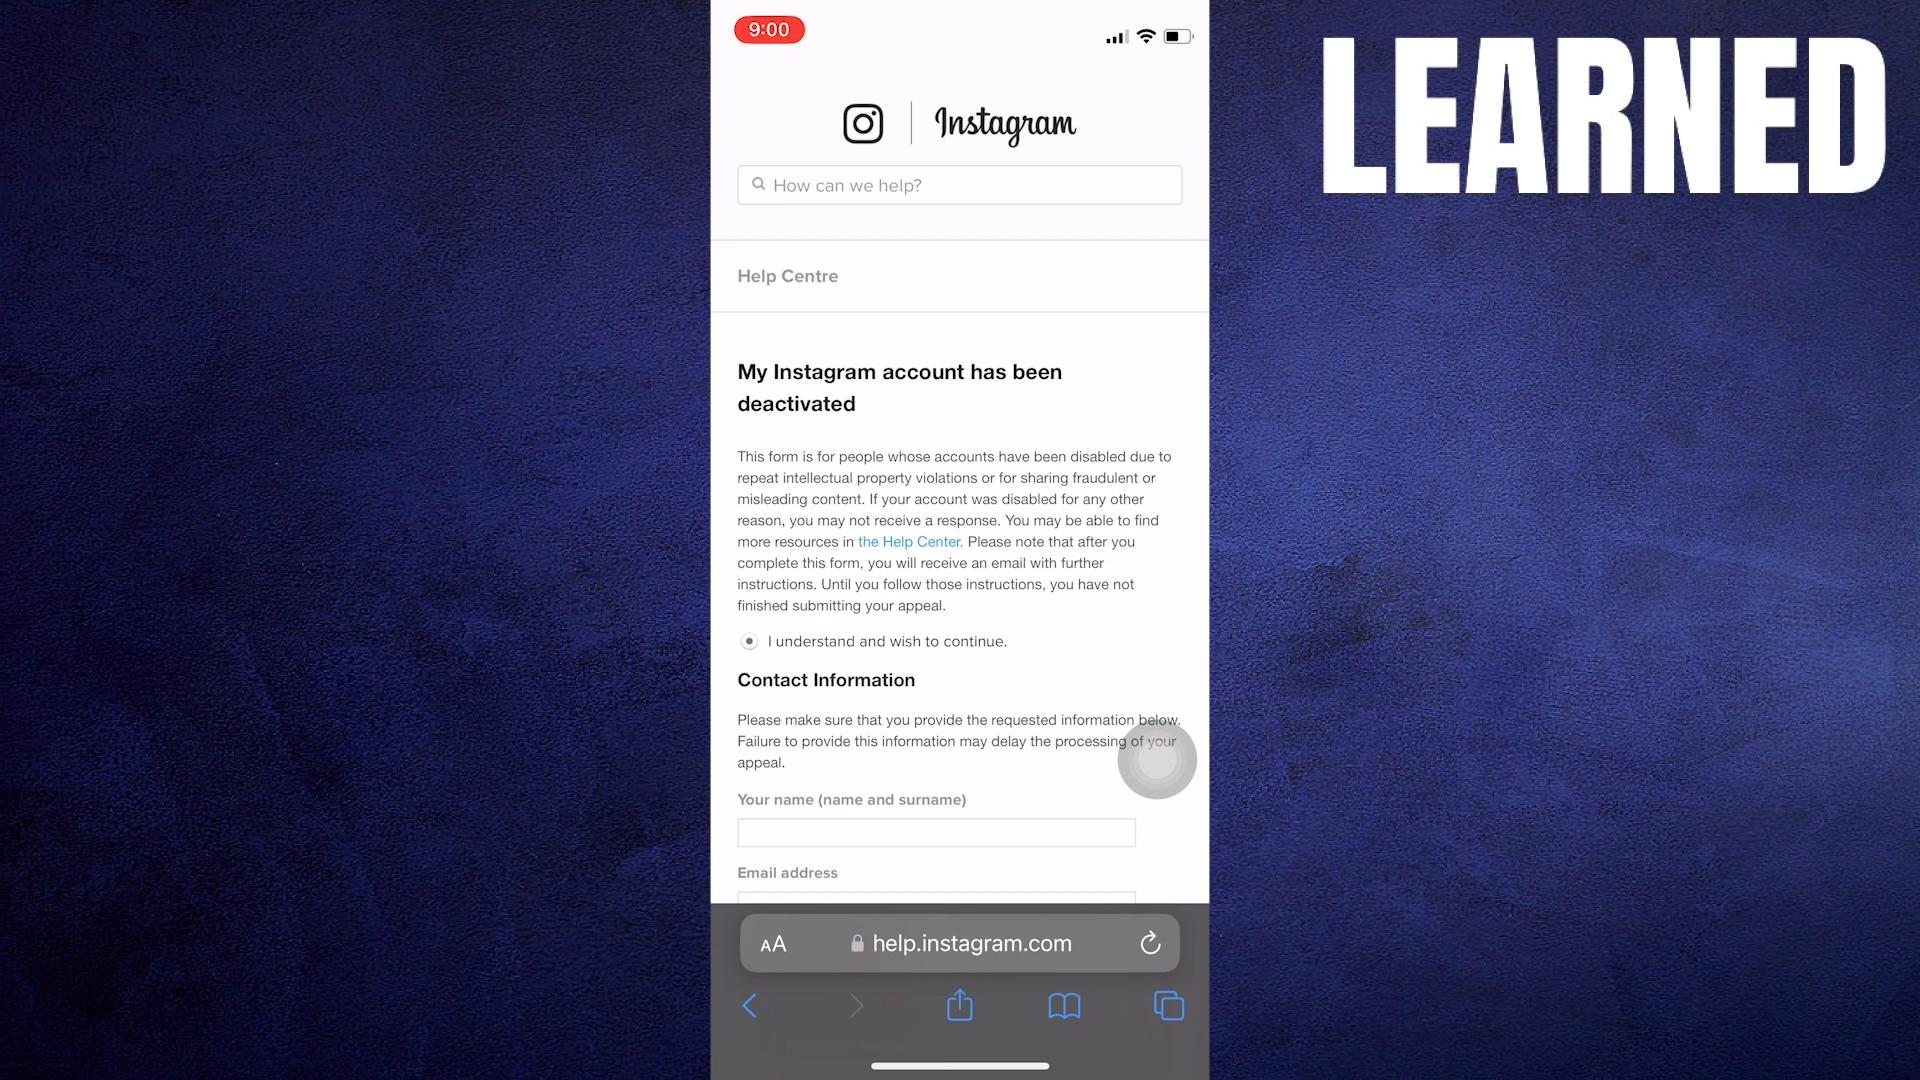 9:00
LEARNED
Instagram
How can we help?
Help Centre
My Instagram account has been
deactivated
This form is for people whose accounts have been disabled due to
repeat intellectual property violations or for sharing fraudulent or
misleading content. If your account was disabled for any other
reason, you may not receive a response. You may be able to find
more resources in the Help Center. Please note that after you
complete this form, you will receive an email with further
instructions. Until you follow those instructions, you have not
finished submitting your appeal.
I understand and wish to continue.
Contact Information
Please make sure that you provide the requested information below.
Failure to provide this information may delay the processing of your
appeal.
Your name (name and surname)
Email address
AA help.instagram.com